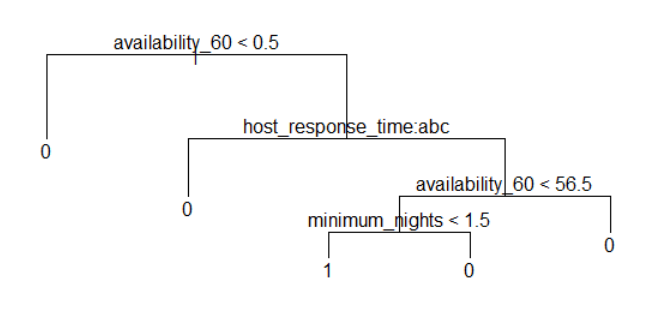 availability_60 < 0.5
0
host_response_time:abc
0
availability_60 < 56.5
minimum_nights < 1.5
0
1
0